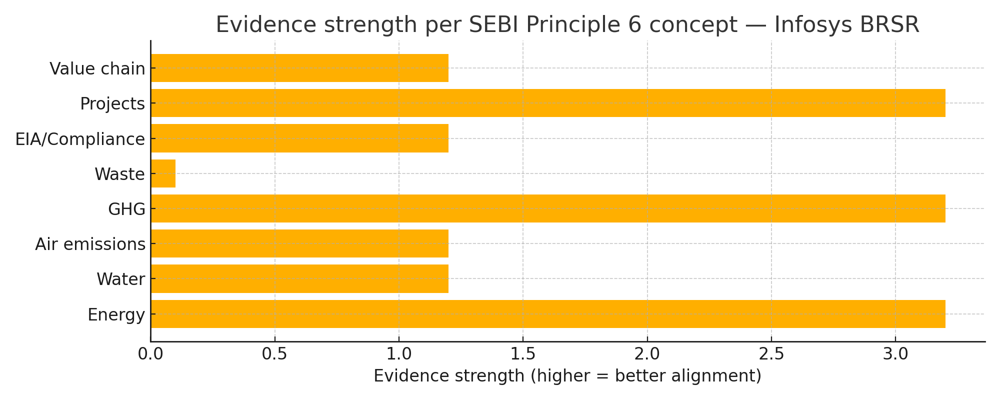 Evidence strength per SEBI Principle 6 concept — Infosys BRSR
Value chain
Projects
EIA/Compliance
Waste
GHG
Air emissions
Water
Energy
0.0 0.5 1.0 1.5 2.0 2.5 3.0
Evidence strength (higher = better alignment)